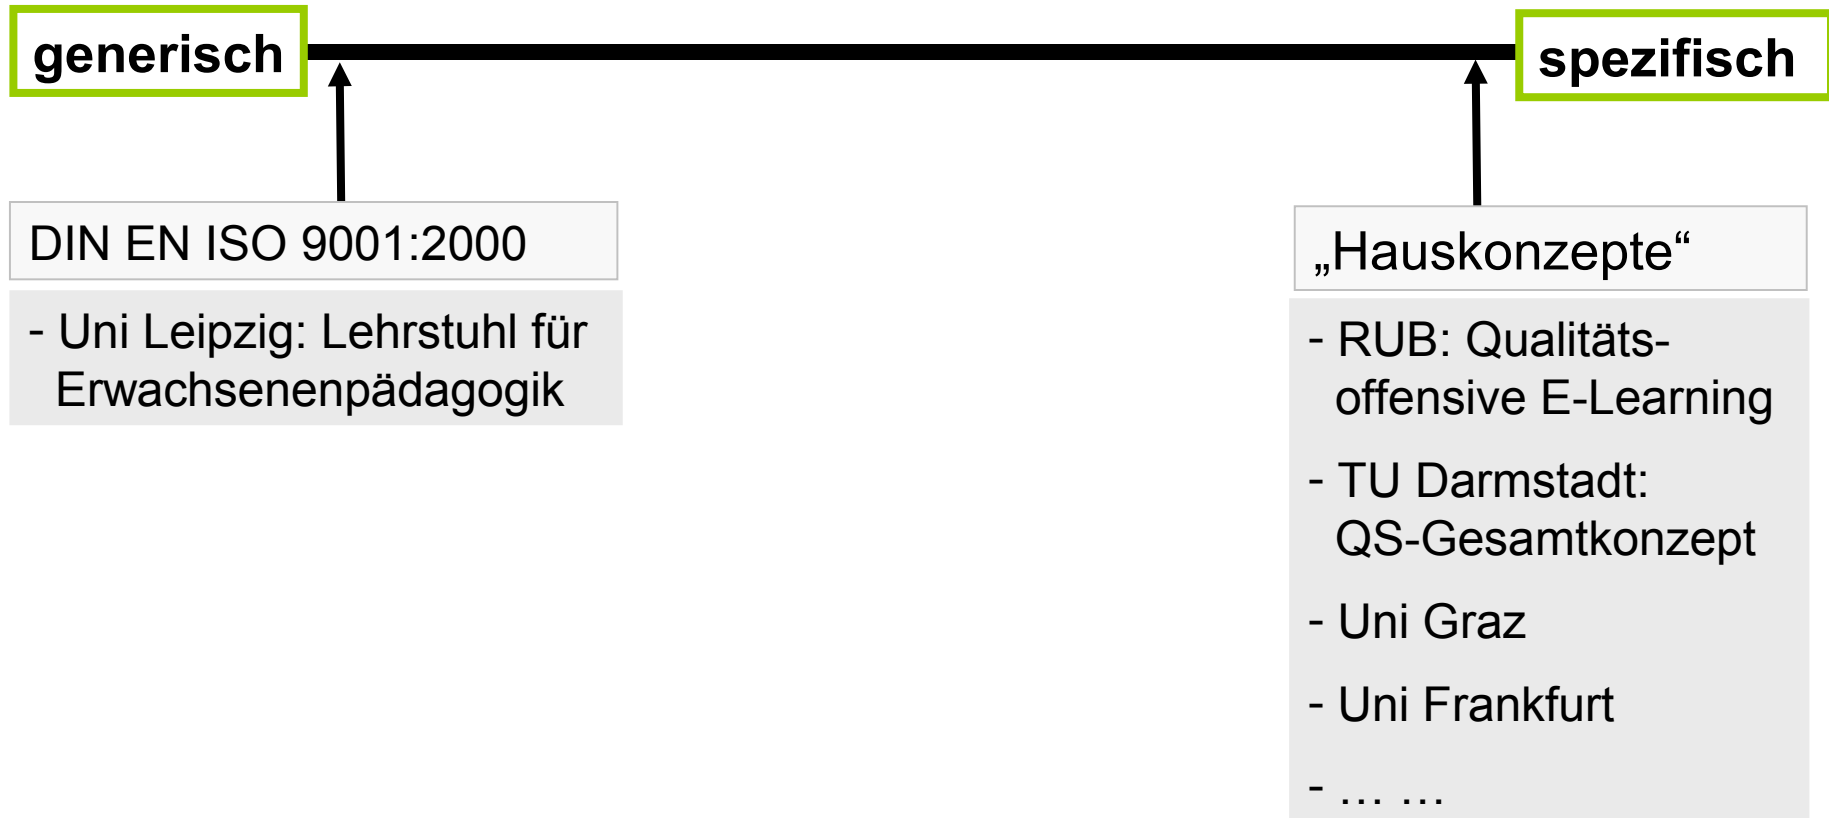 generisch
spezifisch
DIN EN ISO 9001:2000
- Uni Leipzig: Lehrstuhl für
Erwachsenenpädagogik
„Hauskonzepte“
- RUB: Qualitäts-
offensive E-Learning
- TU Darmstadt:
QS-Gesamtkonzept
- Uni Graz
- Uni Frankfurt
- … …